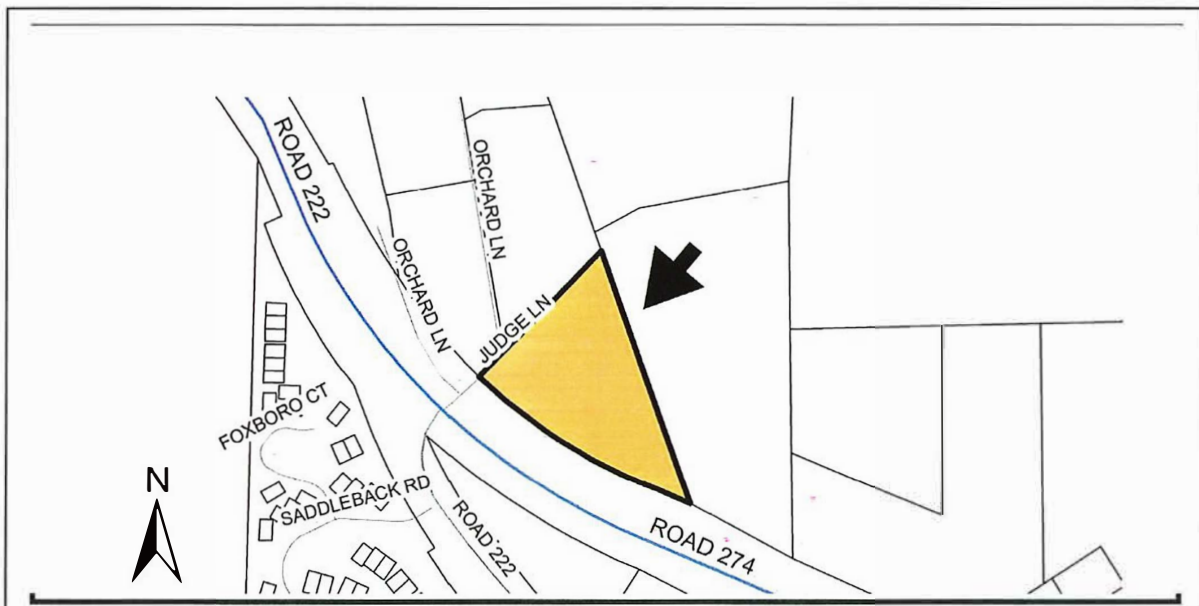 ROAD 222
ORCHARD LN
ORCHARD LN
JUDGE LN
FOXBORO CT
SADDLEBACK RD
N
ROAD 222
ROAD 274